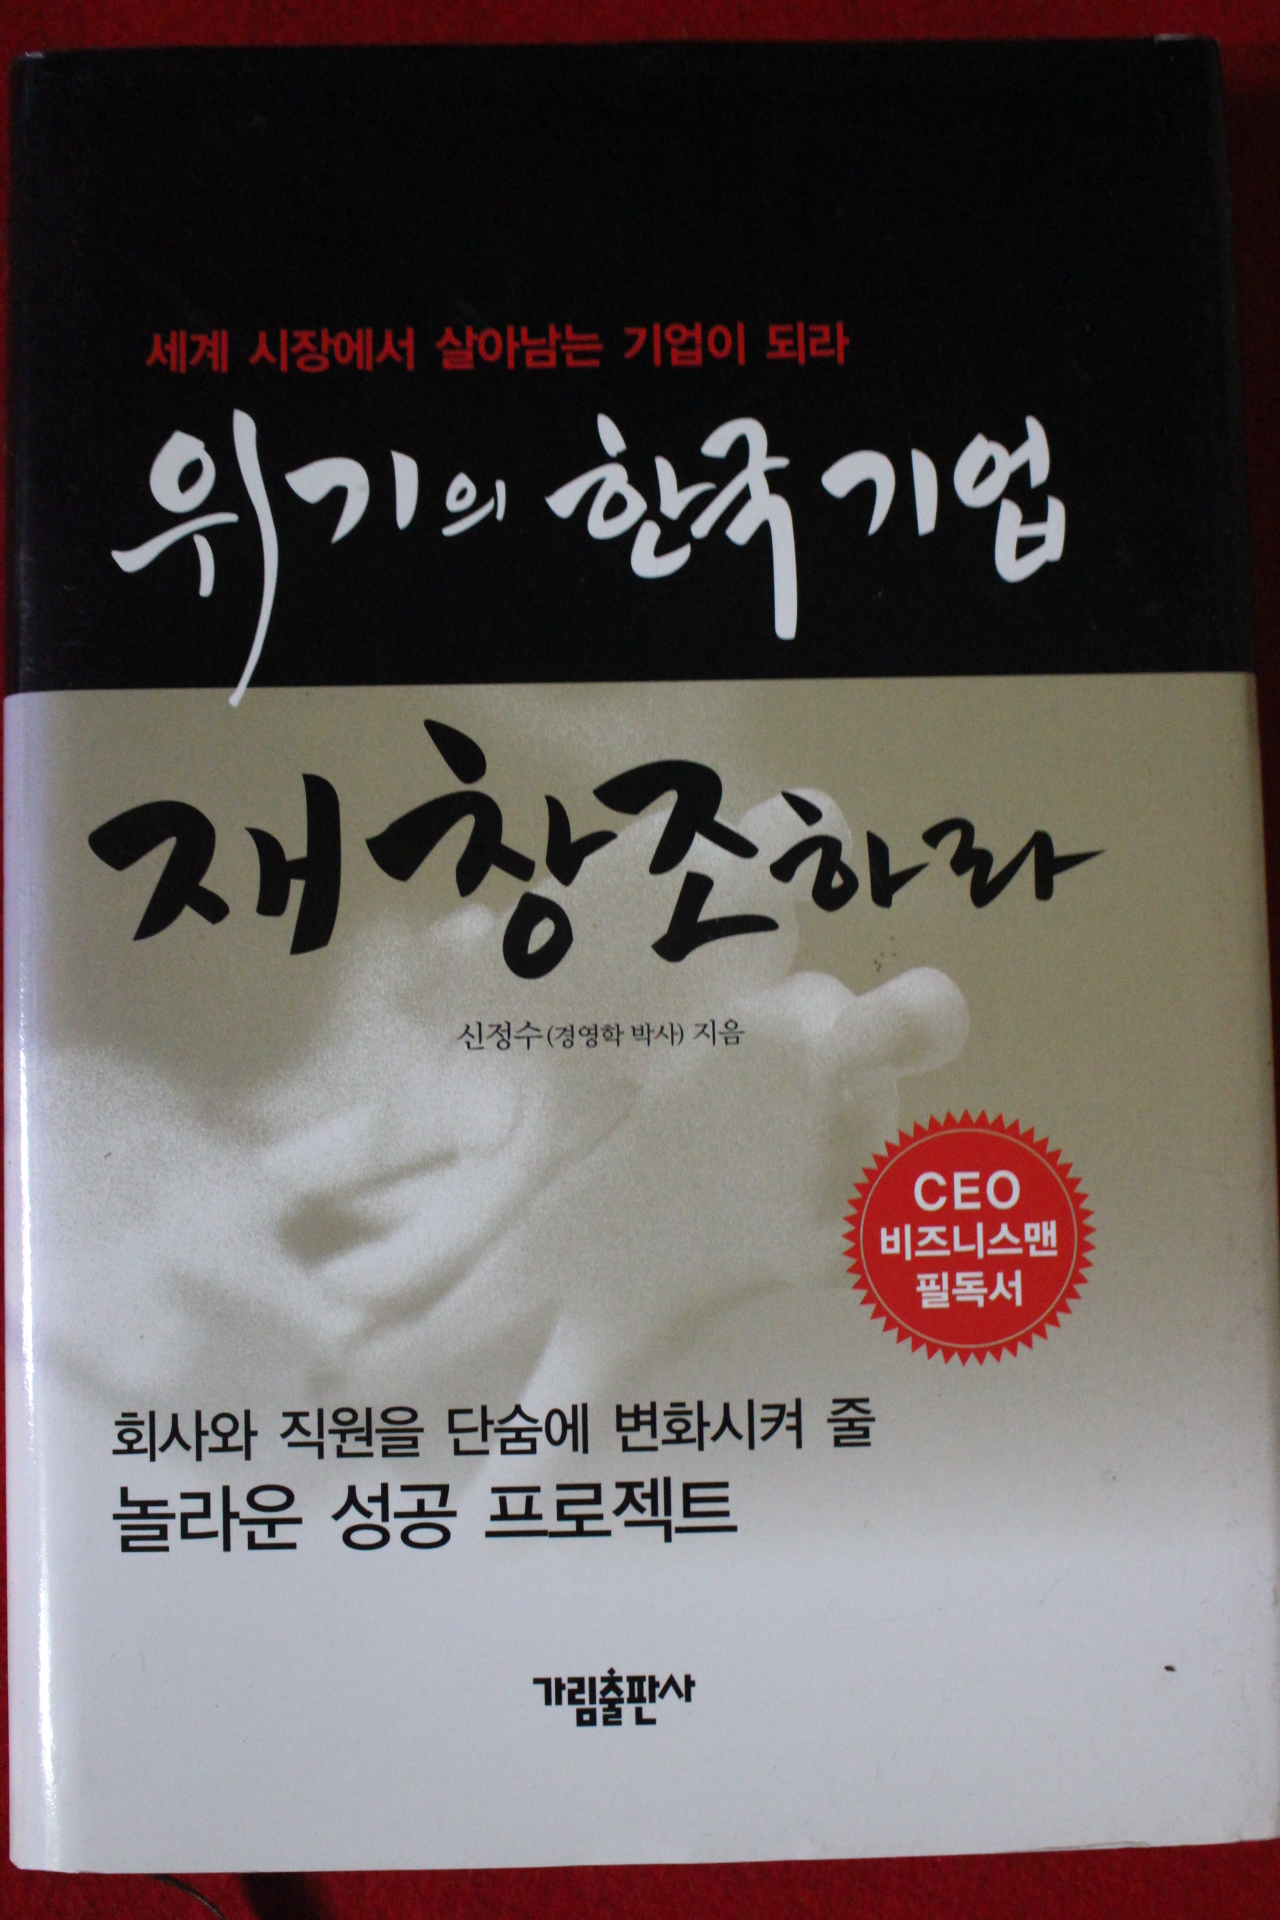 세계 시장에서 살아남는 기업이 되라
위기의 한국기업
재창조하라
신정수(경영학 박사) 지음
CEO
비즈니스맨
필독서
회사와 직원을 단숨에 변화시켜 줄
놀라운 성공 프로젝트
가림출판사